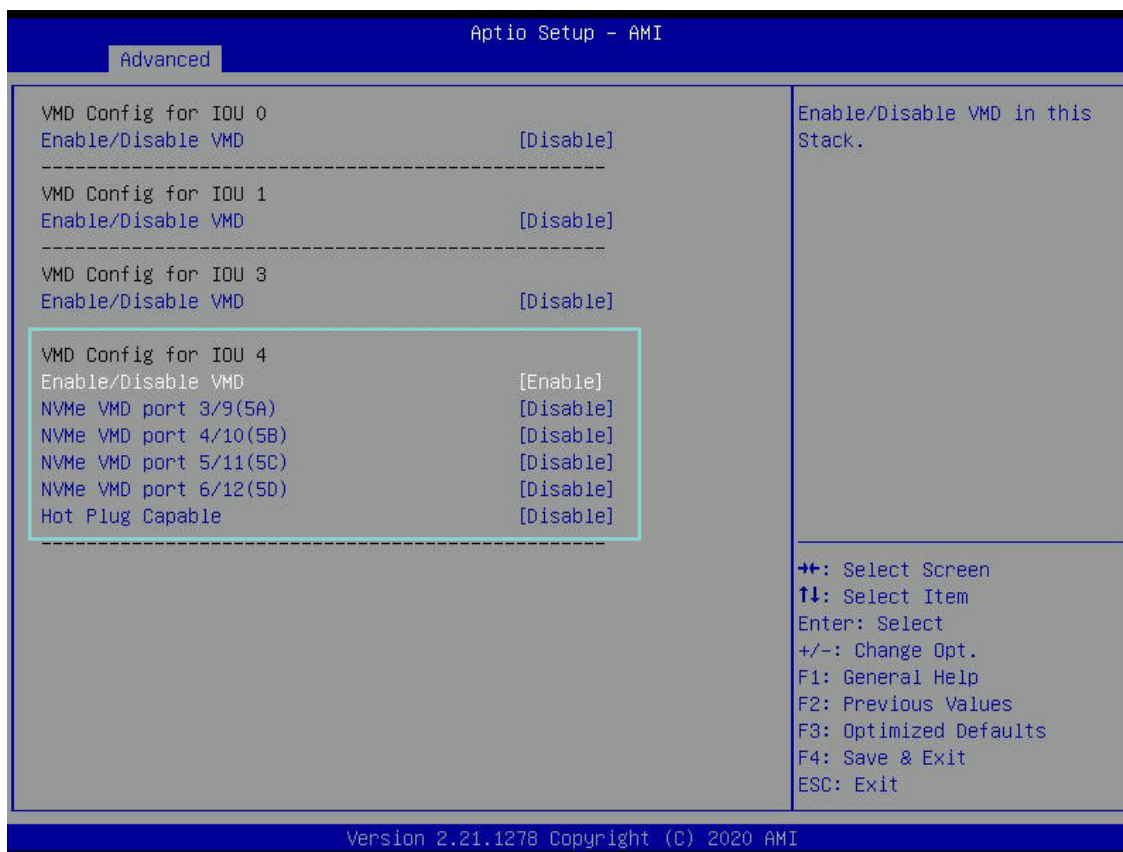 Aptio Setup – AMI
Advanced
VMD Config for IOU 0
Enable/Disable VMD [Disable]
VMD Config for IOU 1
Enable/Disable VMD [Disable]
VMD Config for IOU 3
Enable/Disable VMD [Disable]
VMD Config for IOU 4
Enable/Disable VMD [Enable]
NVMe VMD port 3/9(5A) [Disable]
NVMe VMD port 4/10(5B) [Disable]
NVMe VMD port 5/11(5C) [Disable]
NVMe VMD port 6/12(5D) [Disable]
Hot Plug Capable [Disable]
Enable/Disable VMD in this
Stack.
→←: Select Screen
↑↓: Select Item
Enter: Select
+/-: Change Opt.
F1: General Help
F2: Previous Values
F3: Optimized Defaults
F4: Save & Exit
ESC: Exit
Version 2.21.1278 Copyright (C) 2020 AMI